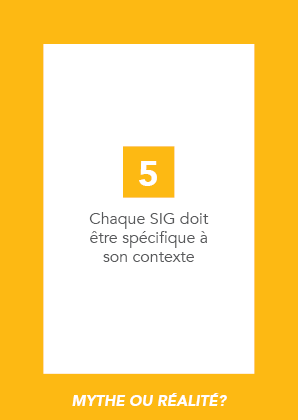 5
Chaque SIG doit
être spécifique à
son contexte
MYTHE OU RÉALITÉ?